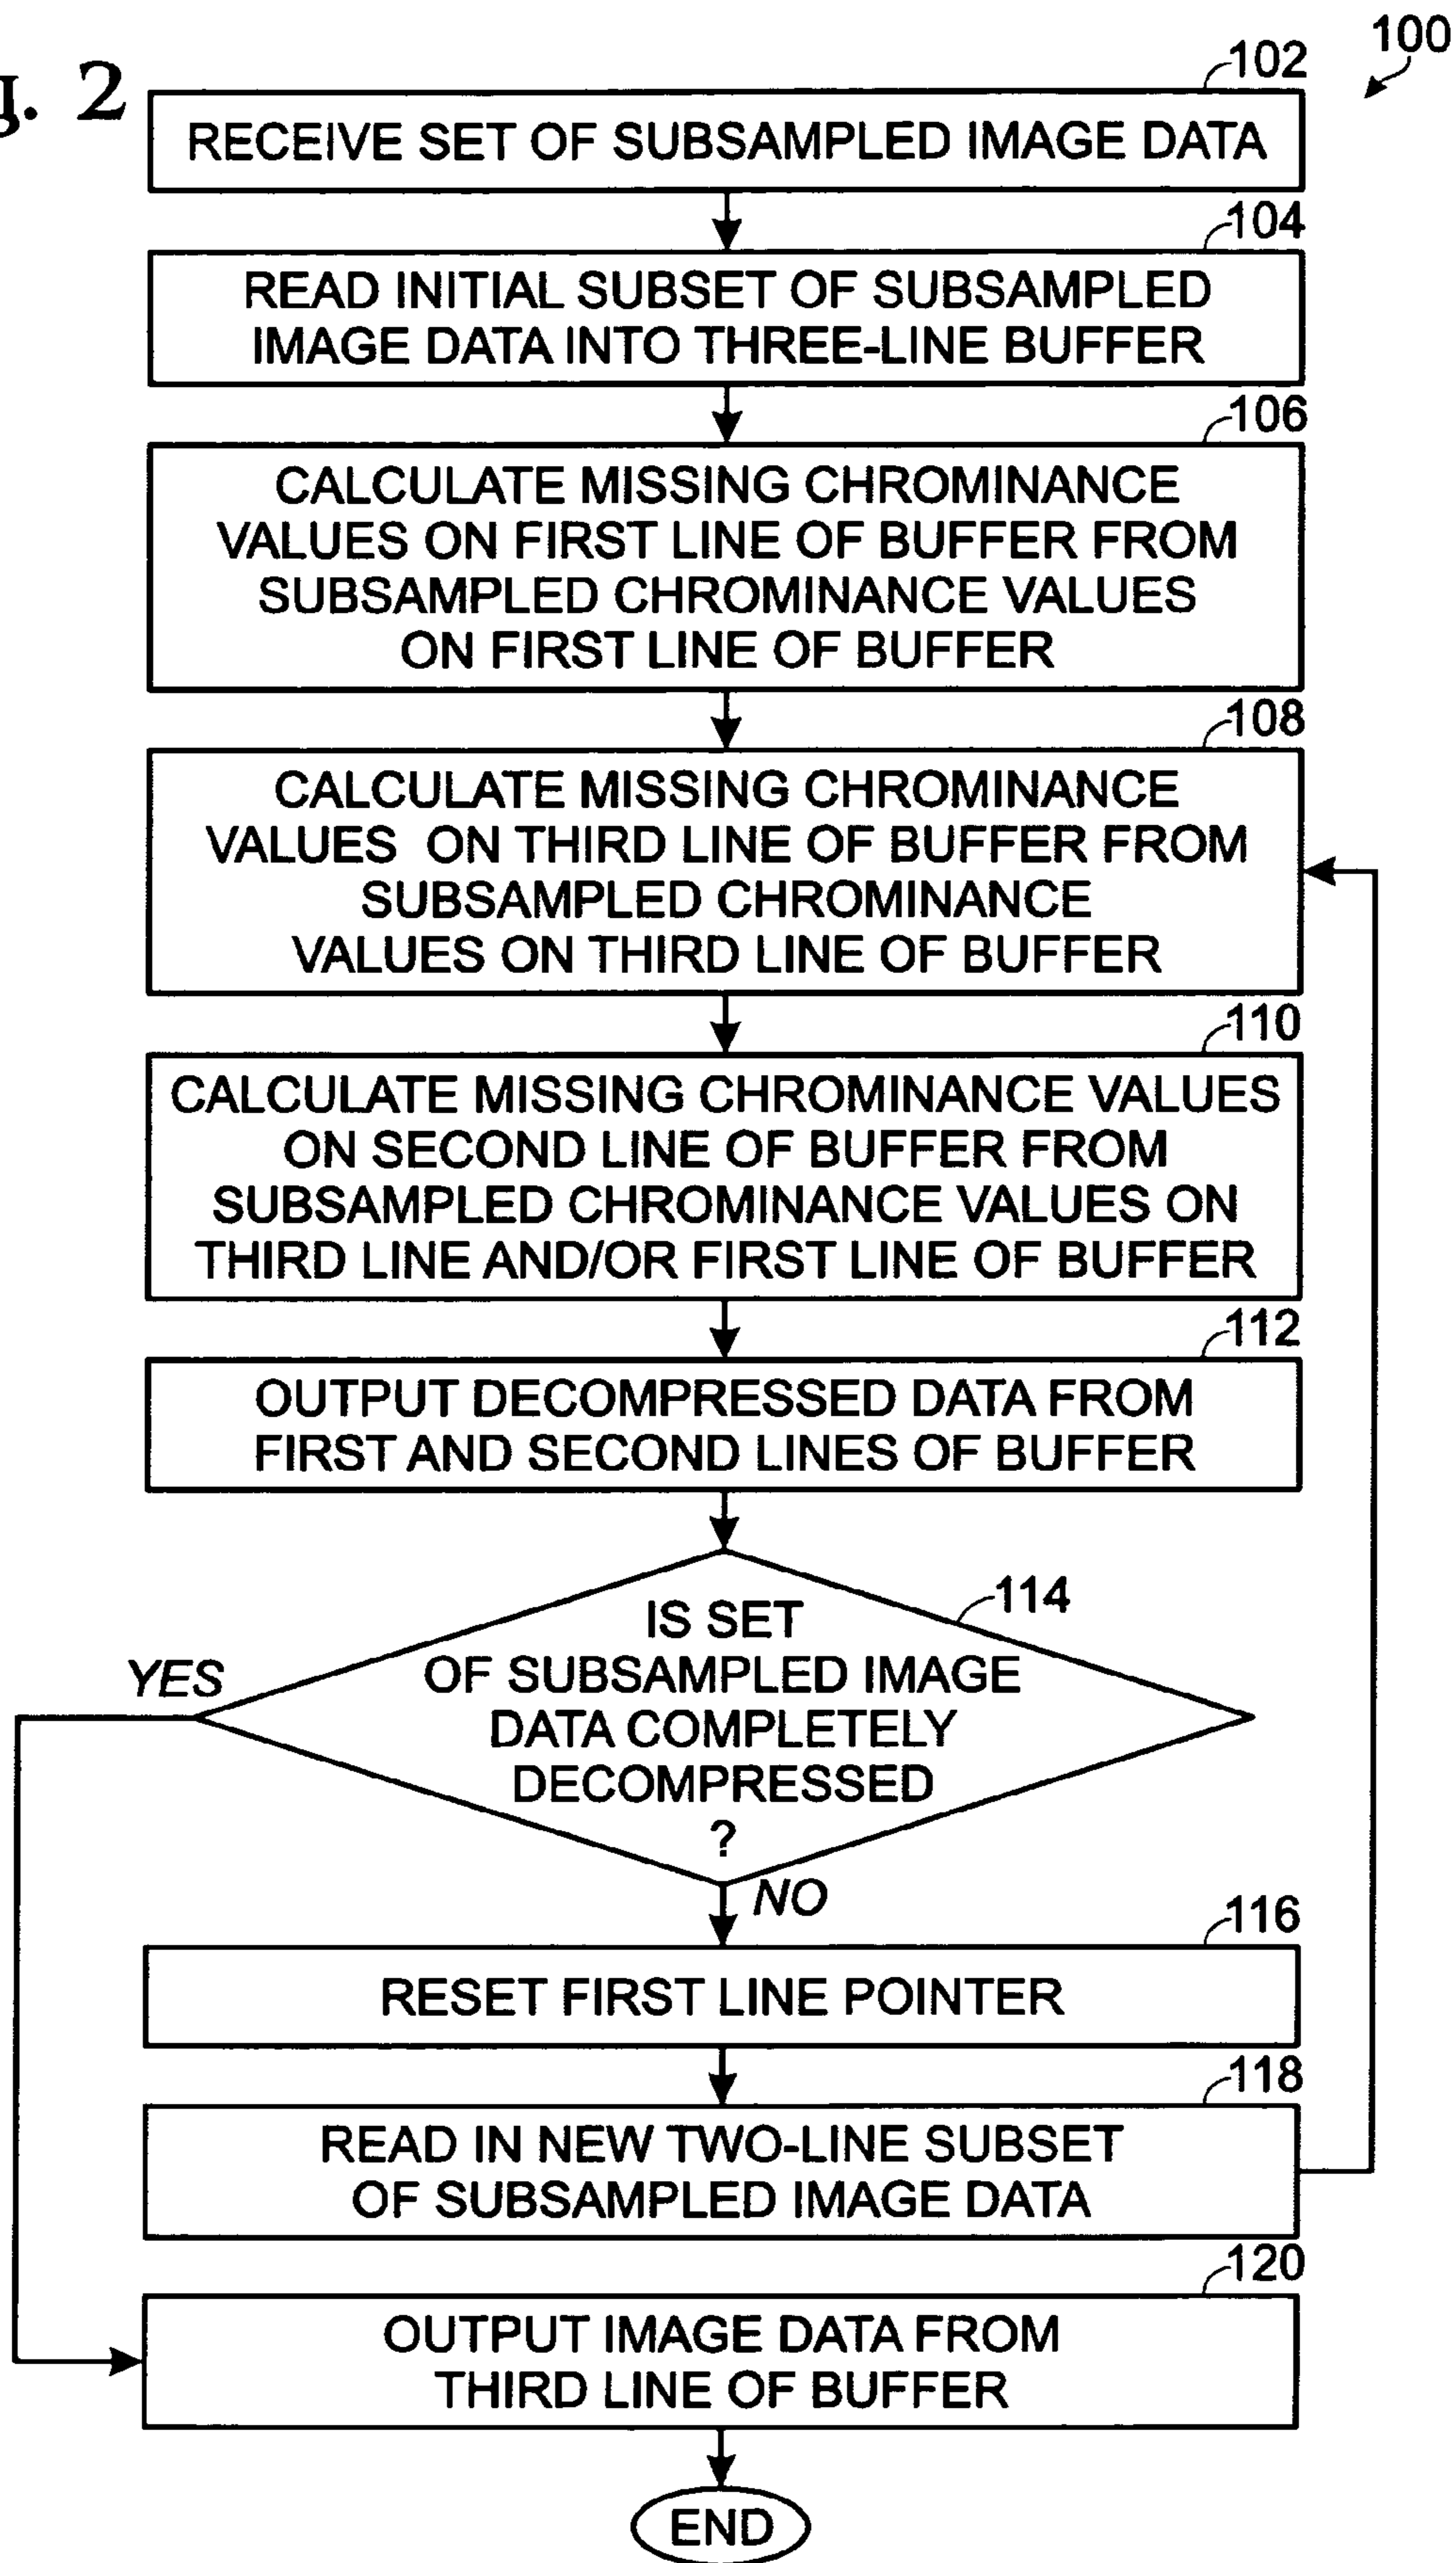 g. 2
100
102
RECEIVE SET OF SUBSAMPLED IMAGE DATA
104
READ INITIAL SUBSET OF SUBSAMPLED
IMAGE DATA INTO THREE-LINE BUFFER
106
CALCULATE MISSING CHROMINANCE
VALUES ON FIRST LINE OF BUFFER FROM
SUBSAMPLED CHROMINANCE VALUES
ON FIRST LINE OF BUFFER
108
CALCULATE MISSING CHROMINANCE
VALUES ON THIRD LINE OF BUFFER FROM
SUBSAMPLED CHROMINANCE
VALUES ON THIRD LINE OF BUFFER
110
CALCULATE MISSING CHROMINANCE VALUES
ON SECOND LINE OF BUFFER FROM
SUBSAMPLED CHROMINANCE VALUES ON
THIRD LINE AND/OR FIRST LINE OF BUFFER
112
OUTPUT DECOMPRESSED DATA FROM
FIRST AND SECOND LINES OF BUFFER
114
IS SET
OF SUBSAMPLED IMAGE
DATA COMPLETELY
DECOMPRESSED
?
YES
NO
116
RESET FIRST LINE POINTER
118
READ IN NEW TWO-LINE SUBSET
OF SUBSAMPLED IMAGE DATA
120
OUTPUT IMAGE DATA FROM
THIRD LINE OF BUFFER
END